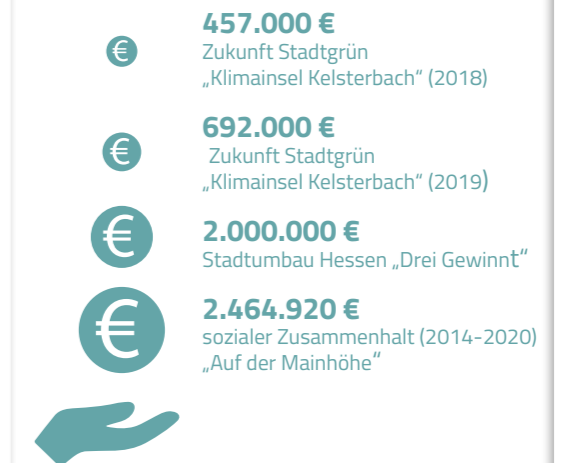 457.000 €
Zukunft Stadtgrün
„Klimainsel Kelsterbach“ (2018)
692.000 €
Zukunft Stadtgrün
„Klimainsel Kelsterbach“ (2019)
2.000.000 €
Stadtumbau Hessen „Drei Gewinnt“
2.464.920 €
sozialer Zusammenhalt (2014-2020)
„Auf der Mainhöhe“
€
€
€
€